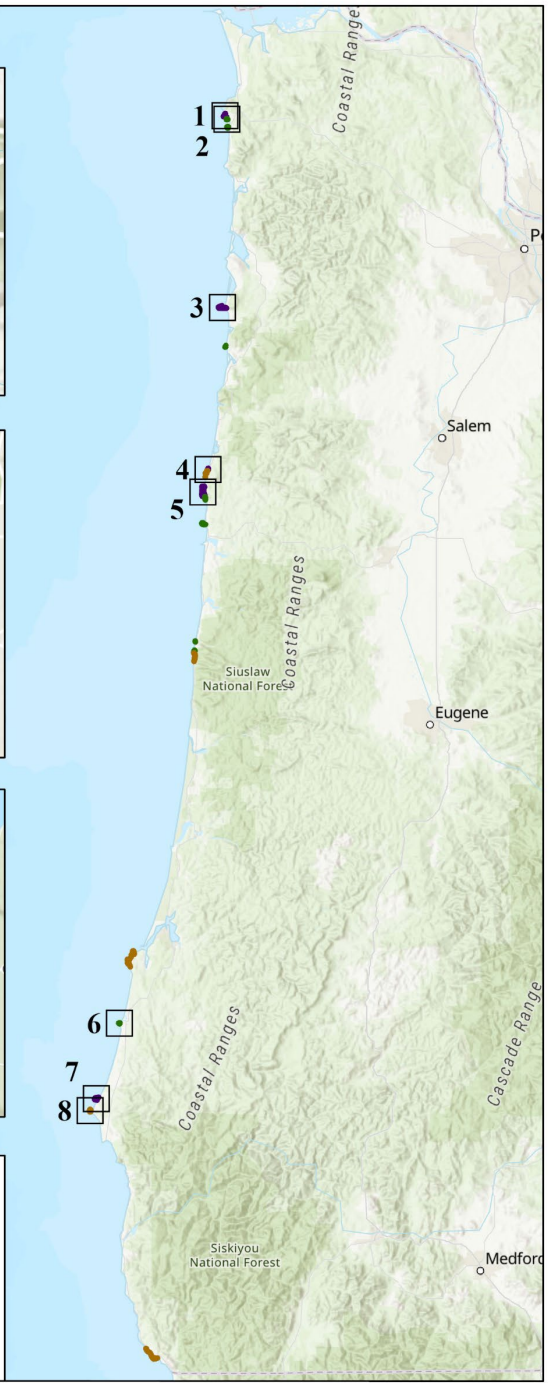 Coastal Range
1
2
P
3
Salem
4
5
Coastal Ranges
Siuslaw
National Forest
Eugene
Cascade Range
6
Coastal Ranges
7
8
Siskiyou
National Forest
Medford